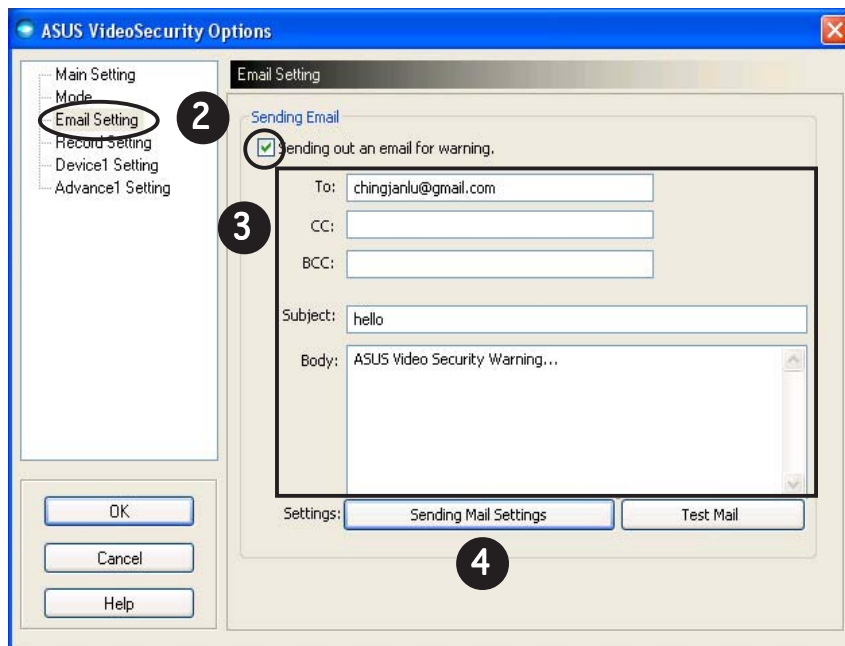 ASUS VideoSecurity Options
Main Setting
Mode
Email Setting
Record Setting
Device1 Setting
Advance1 Setting
2
Email Setting
Sending Email
Sending out an email for warning.
3
To: chingjanlu@gmail.com
CC:
BCC:
Subject: hello
Body: ASUS Video Security Warning...
Settings: Sending Mail Settings Test Mail
4
OK
Cancel
Help